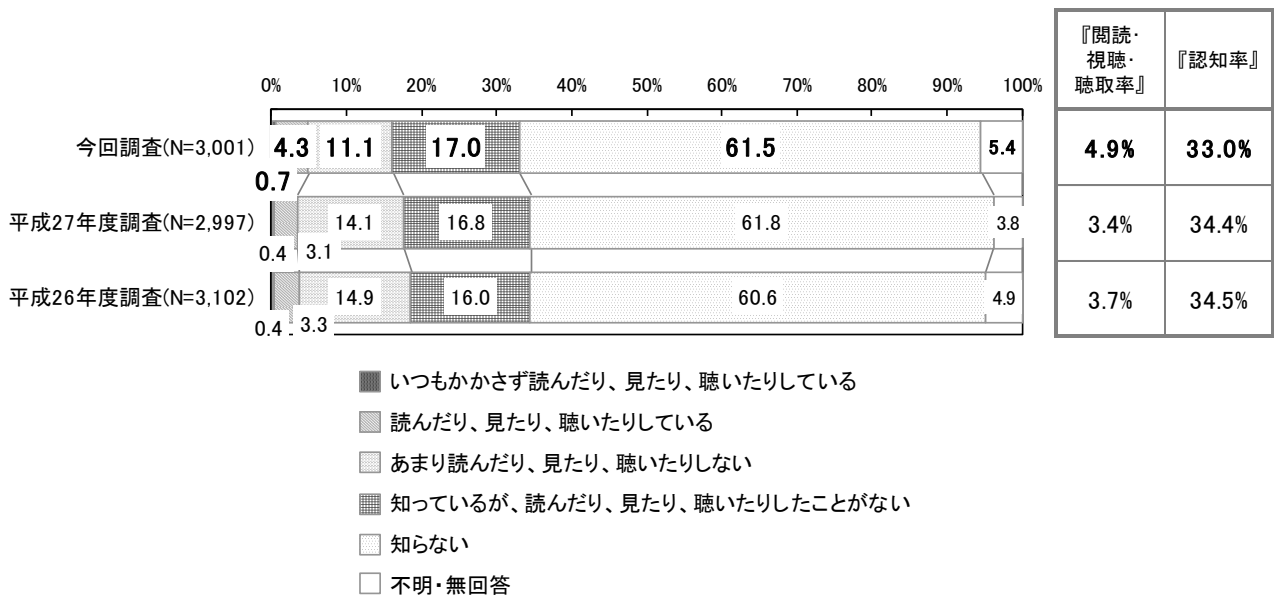 『閲読・
視聴・
聴取率』
『認知率』
0% 10% 20% 30% 40% 50% 60% 70% 80% 90% 100%
今回調査(N=3,001) 4.3 11.1 17.0 61.5 5.4 4.9% 33.0%
0.7
平成27年度調査(N=2,997) 14.1 16.8 61.8 3.8 3.4% 34.4%
0.4 3.1
平成26年度調査(N=3,102) 14.9 16.0 60.6 4.9 3.7% 34.5%
0.4 3.3
いつもかかさず読んだり、見たり、聴いたりしている
読んだり、見たり、聴いたりしている
あまり読んだり、見たり、聴いたりしない
知っているが、読んだり、見たり、聴いたりしたことがない
知らない
不明・無回答